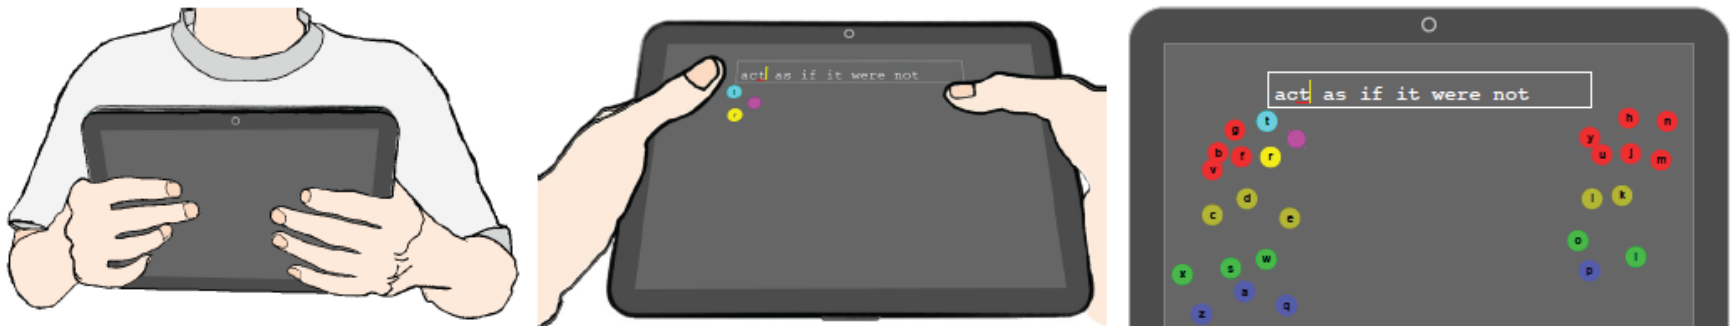 act as if it were not
t
r
act as if it were not
g t h n
b f r y u j m
v
d l k
c e
o
x s w l
p
a
z q